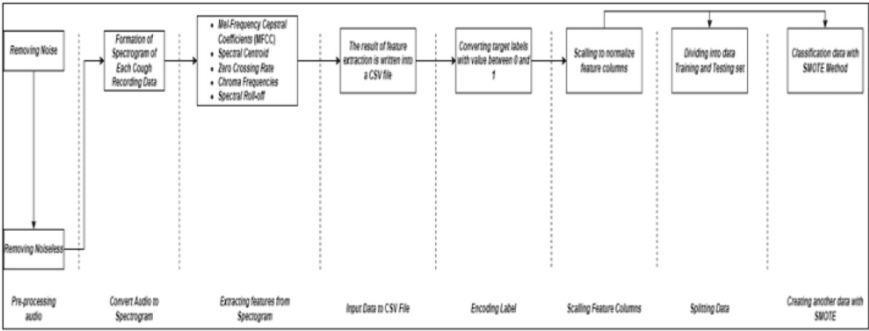 Removing Noise
Removing Noiseless
Pre-processing
audio
Formation of
Spectrogram of
Each Cough
Recording Data
Convert Audio to
Spectrogram
• Mel-Frequency Cepstral
Coefficients (MFCC)
• Spectral Centroid
• Zero Crossing Rate
• Chroma Frequencies
• Spectral Roll-off
Extracting features from
Spectogram
The result of feature
extraction is written into
a CSV file
Input Data to CSV File
Converting target labels
with value between 0 and
1
Encoding Label
Scalling to normalize
feature columns
Scalling Feature Columns
Dividing into data
Training and Testing set
Splitting Data
Classification data with
SMOTE Method
Creating another data with
SMOTE